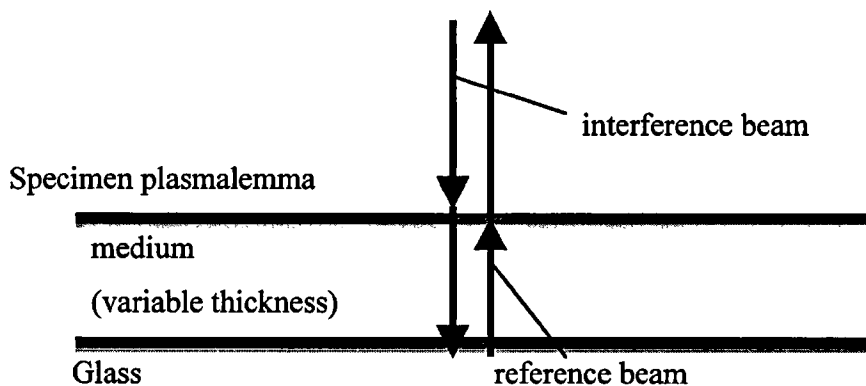 interference beam
Specimen plasmalemma
medium
(variable thickness)
Glass
reference beam